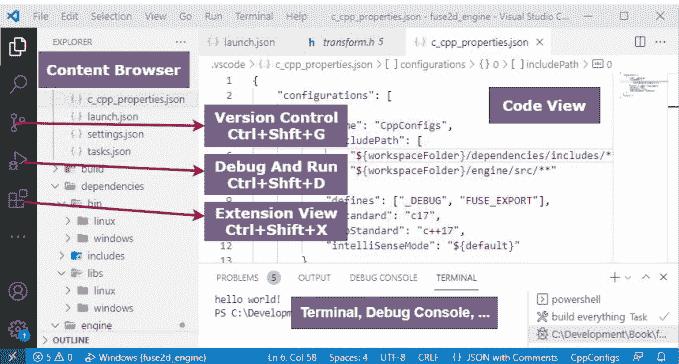 File Edit Selection View Go Run Terminal Help c_cpp_properties.json - fuse2d_engine - Visual Studio C...
EXPLORER
launch.json
transform.h 5
c_cpp_properties.json
.vscode > c_cpp_properties.json > [ ] configurations > {} 0 > [ ] includePath > 0
Content Browser
c_cpp_properties.json
launch.json
settings.json
tasks.json
build
dependencies
bin
linux
windows
includes
libs
linux
windows
engine
OUTLINE
Version Control
Ctrl+Shft+G
Debug And Run
Ctrl+Shft+D
Extension View
Ctrl+Shift+X
Code View
1 {
2 "configurations": [
"CppConfigs",
cludePath": [
"${workspaceFolder}/dependencies/includes/*
"${workspaceFolder}/engine/src/**"
"defines": ["_DEBUG", "FUSE_EXPORT"],
tandard": "c17",
pStandard": "c++17",
12 "intelliSenseMode": "${default}"
}
PROBLEMS 5 OUTPUT DEBUG CONSOLE TERMINAL
hello world!
PS C:\Developm
Terminal, Debug Console, ...
powershell
build everything Task
C:\Development\Book\f
5 0 Windows (fuse2d_engine) Ln 6, Col 58 Spaces: 4 UTF-8 CRLF {} JSON with Comments CppConfigs